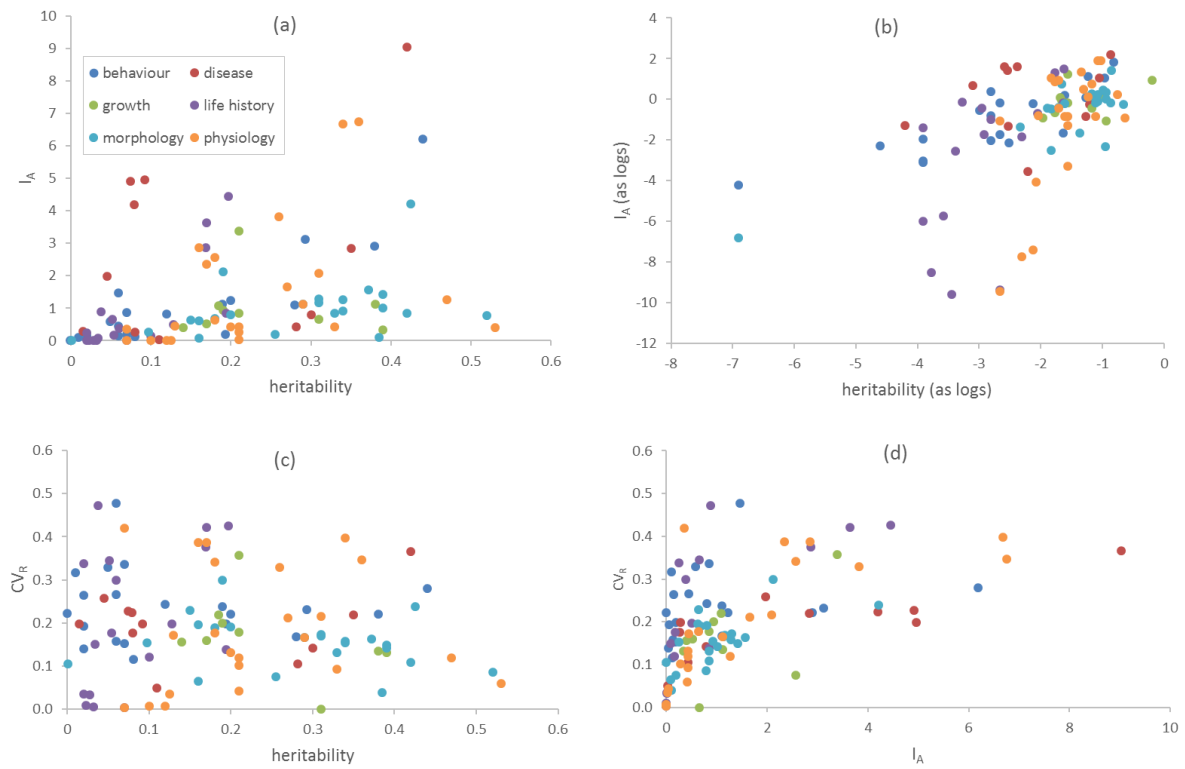 (a)
10
9
8
7
6
5
4
3
2
1
0
I_A
behaviour disease
growth life history
morphology physiology
0 0.1 0.2 0.3 0.4 0.5 0.6
heritability
(b)
4
2
0
-2
-4
-6
-8
-10
-12
I_A (as logs)
-8 -7 -6 -5 -4 -3 -2 -1 0
heritability (as logs)
(c)
0.6
0.5
0.4
0.3
0.2
0.1
0.0
CV_R
0 0.1 0.2 0.3 0.4 0.5 0.6
heritability
(d)
0.6
0.5
0.4
0.3
0.2
0.1
0.0
CV_R
0 2 4 6 8 10
I_A